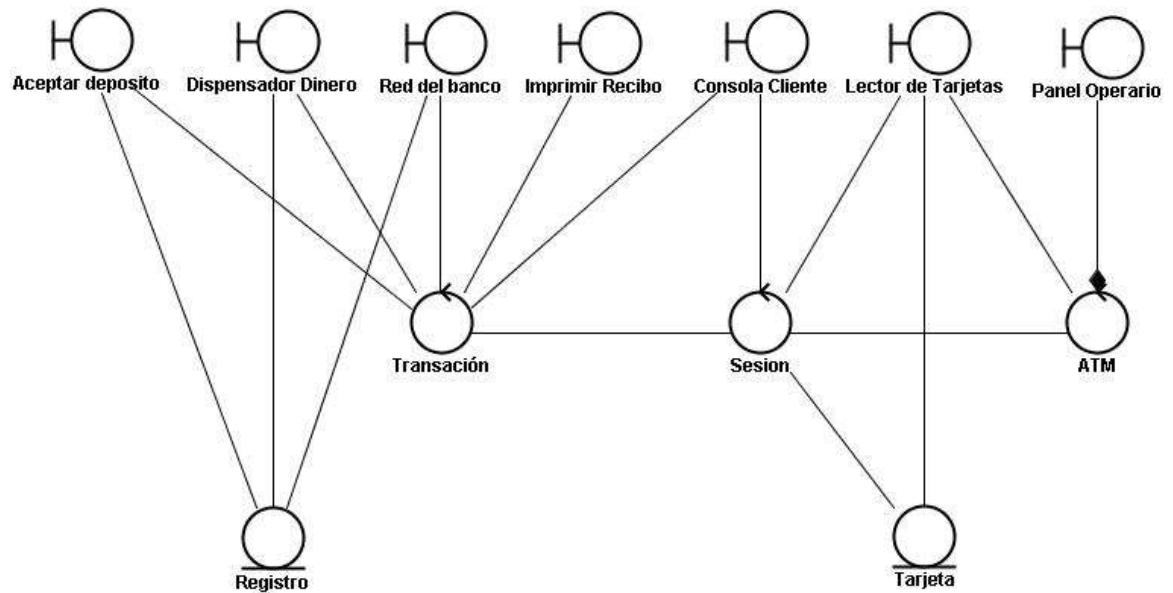 Aceptar deposito
Dispensador Dinero
Red del banco
Imprimir Recibo
Consola Cliente
Lector de Tarjetas
Panel Operario
Transación
Sesion
ATM
Registro
Tarjeta